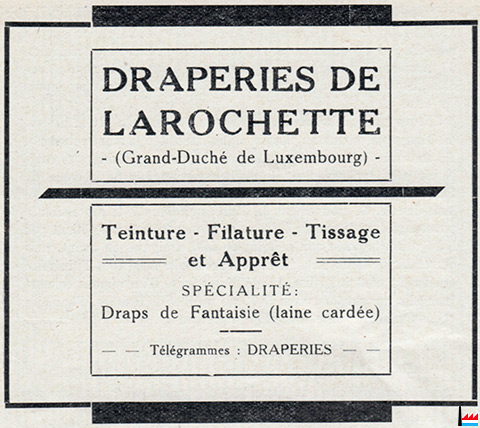 DRAPERIES DE
LAROCHETTE
- (Grand-Duché de Luxembourg) -
Teinture - Filature - Tissage
et Apprêt
SPÉCIALITÉ:
Draps de Fantaisie (laine cardée)
— — Télégrammes : DRAPERIES — —